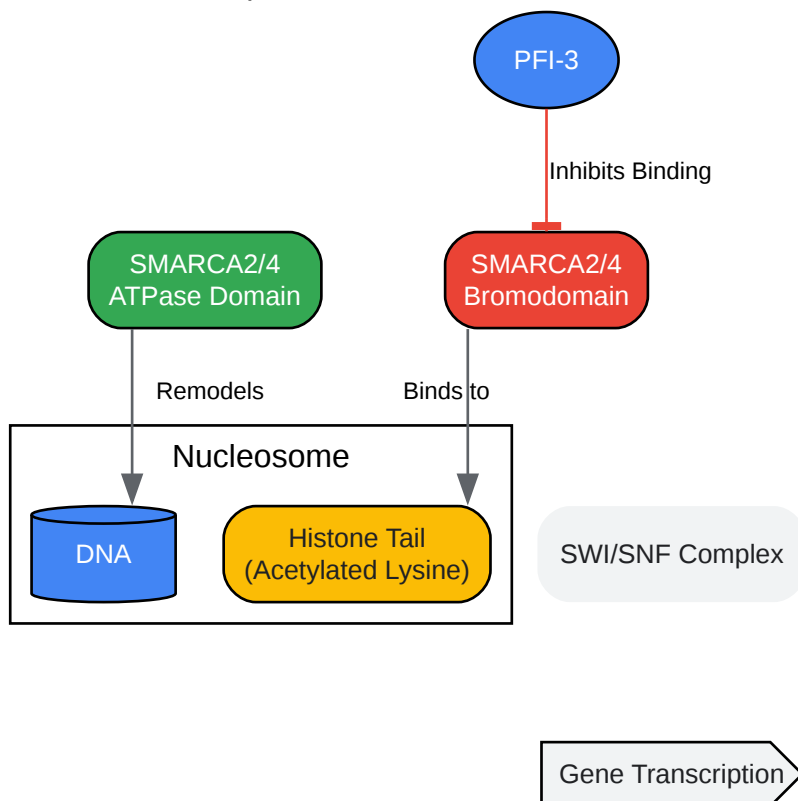 PFI-3
Inhibits Binding
SMARCA2/4
ATPase Domain
SMARCA2/4
Bromodomain
Remodels
Binds to
Nucleosome
DNA
Histone Tail
(Acetylated Lysine)
SWI/SNF Complex
Gene Transcription